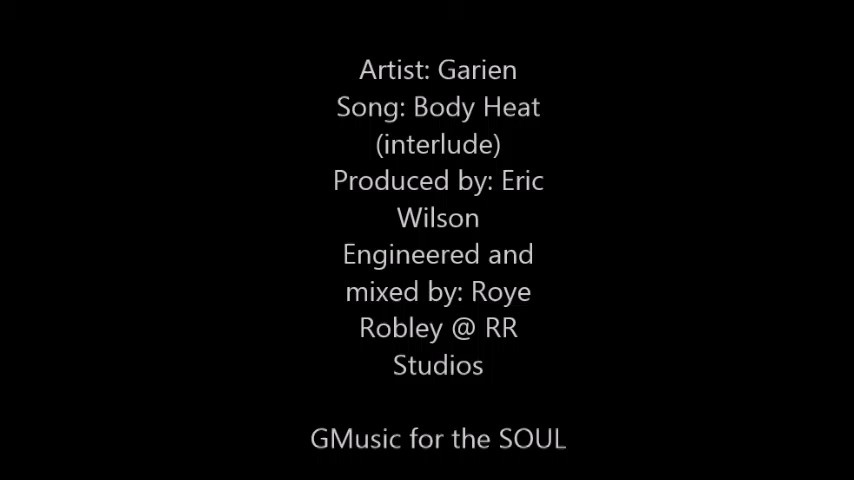 Artist: Garien
Song: Body Heat
(interlude)
Produced by: Eric
Wilson
Engineered and
mixed by: Roye
Robley @ RR
Studios
GMusic for the SOUL